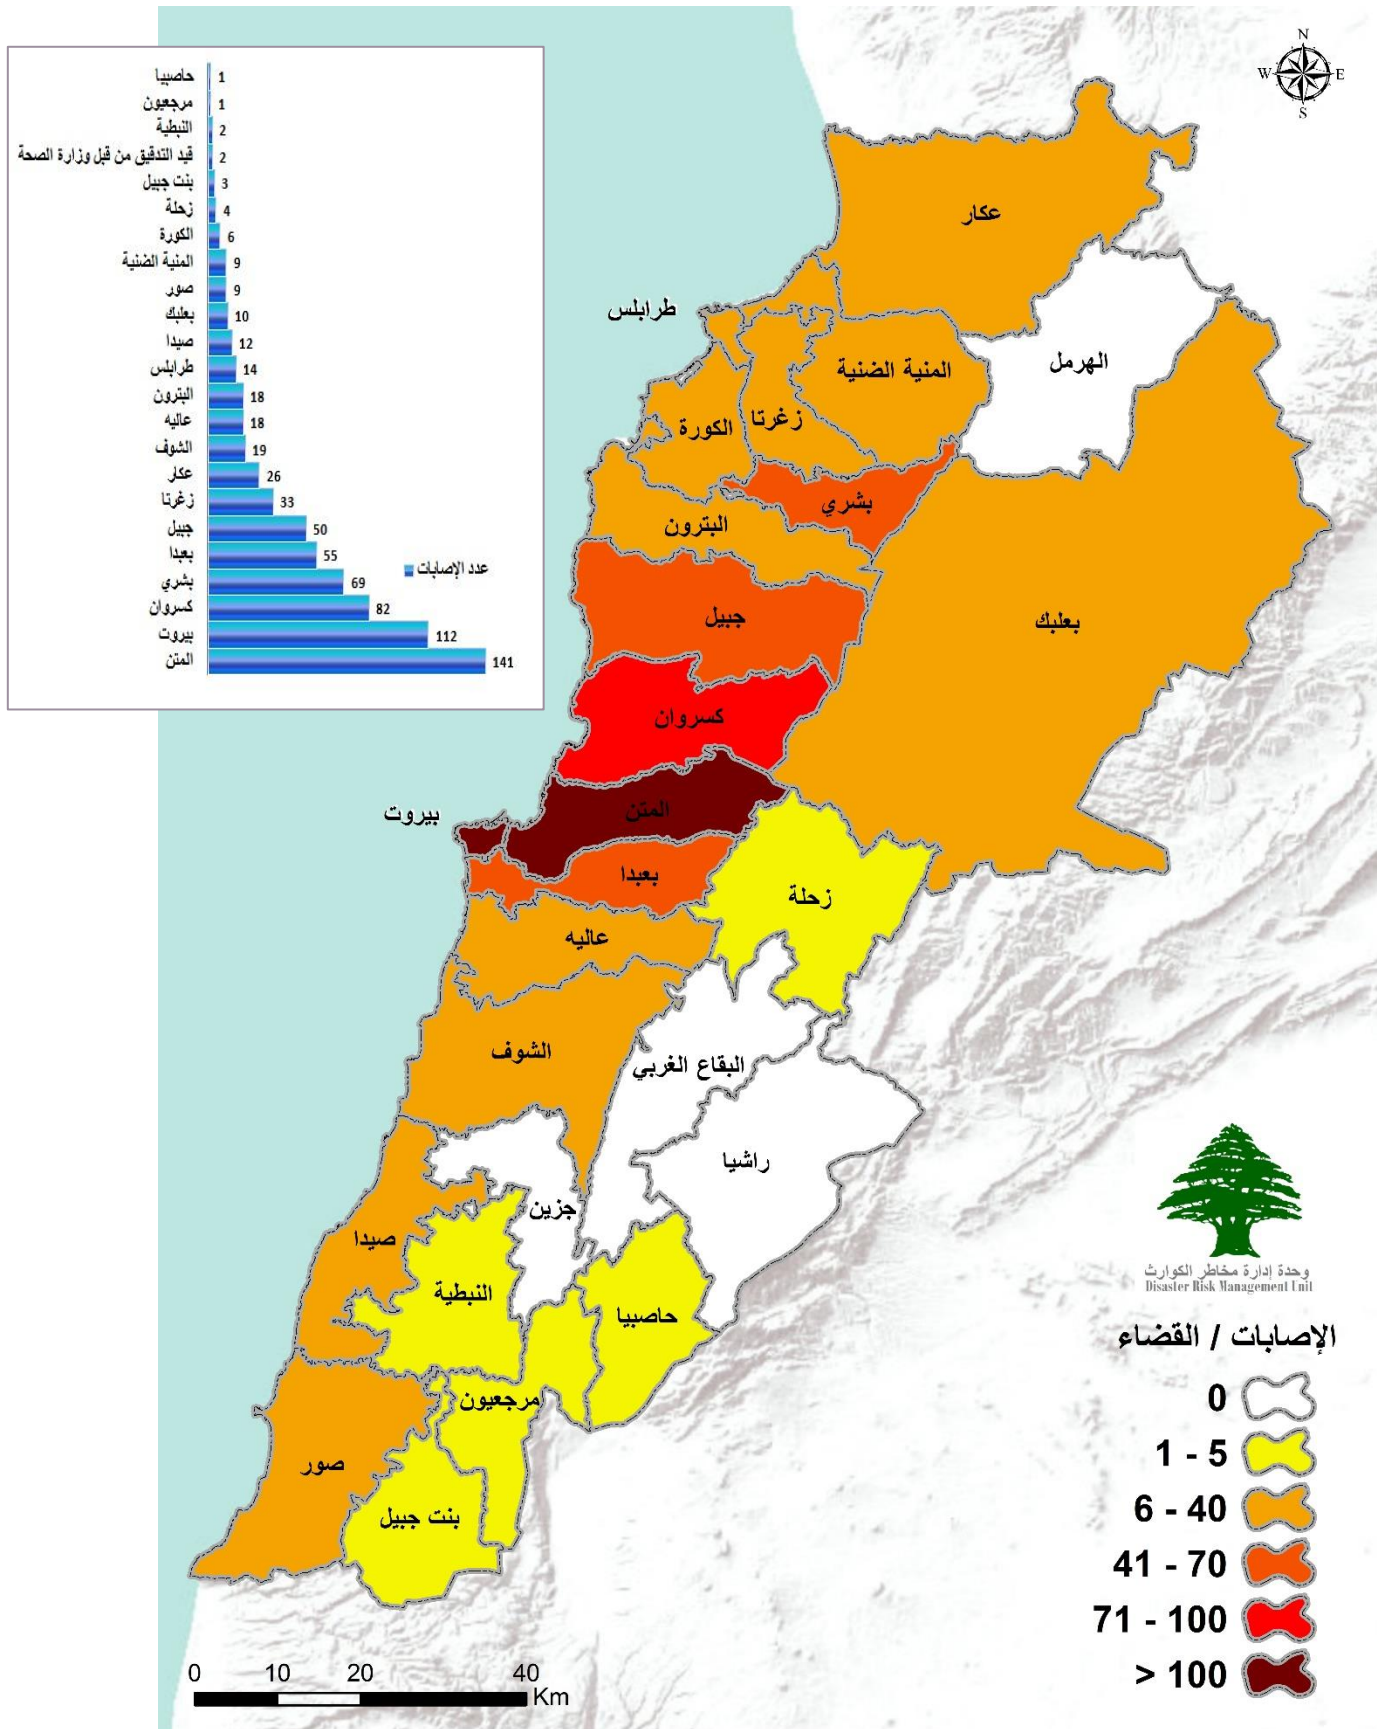 حاصبيا 1
مرجعيون 1
النبطية 2
قيد التدقيق من قبل وزارة الصحة 2
بنت جبيل 3
زحلة 4
الكورة 6
المنية الضنية 9
صور 9
بعلبك 10
صيدا 12
طرابلس 14
البترون 18
عاليه 18
الشوف 19
عكار 26
زغرتا 33
جبيل 50
بعبدا 55
بشري 69
كسروان 82
بيروت 112
المتن 141
عدد الإصابات
N
W E
S
عكار
طرابلس
الهرمل
المنية الضنية
زغرتا
الكورة
بشري
البترون
جبيل
بعلبك
كسروان
المتن
بيروت
بعبدا
زحلة
عاليه
الشوف
البقاع الغربي
راشيا
جزين
صيدا
النبطية
حاصبيا
مرجعيون
صور
بنت جبيل
وحدة إدارة مخاطر الكوارث
Disaster Risk Management Unit
الإصابات / القضاء
0
1 - 5
6 - 40
41 - 70
71 - 100
> 100
0 10 20 40
Km